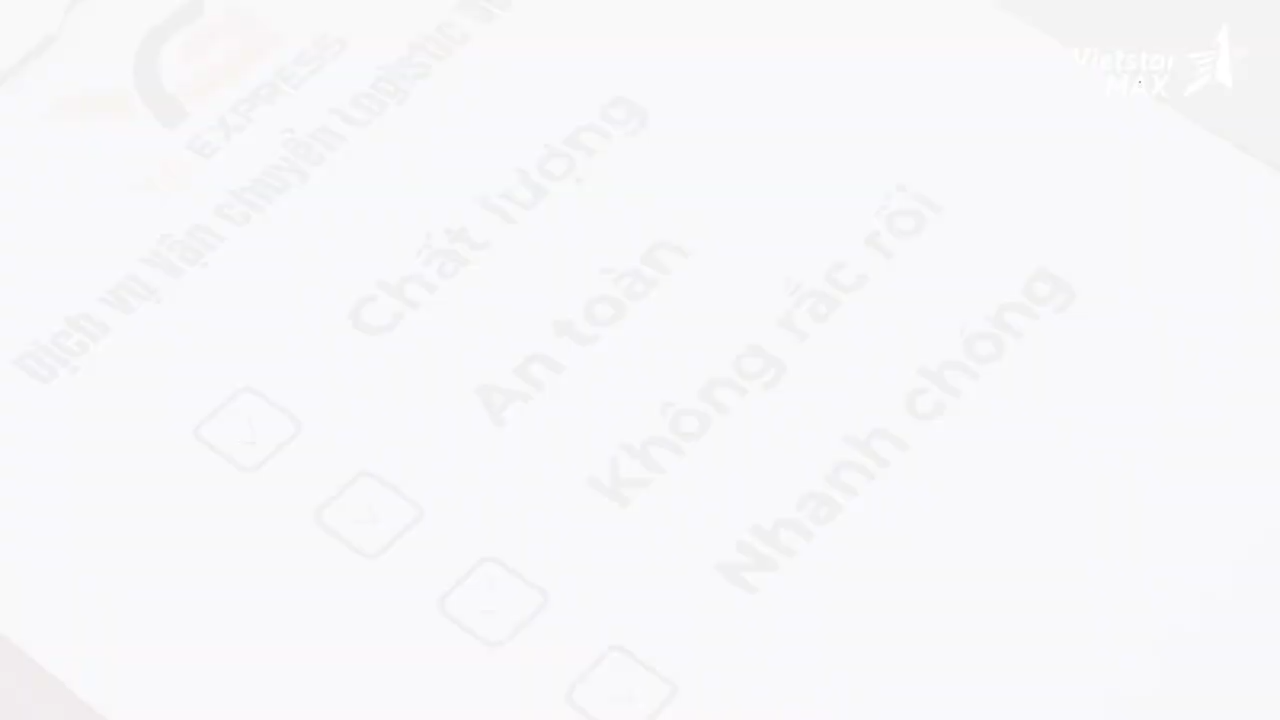 EXPRESS
Dịch vụ vận chuyển Logistic
Chất lượng
An toàn
Không rắc rối
Nhanh chóng
Vietstar
MAX